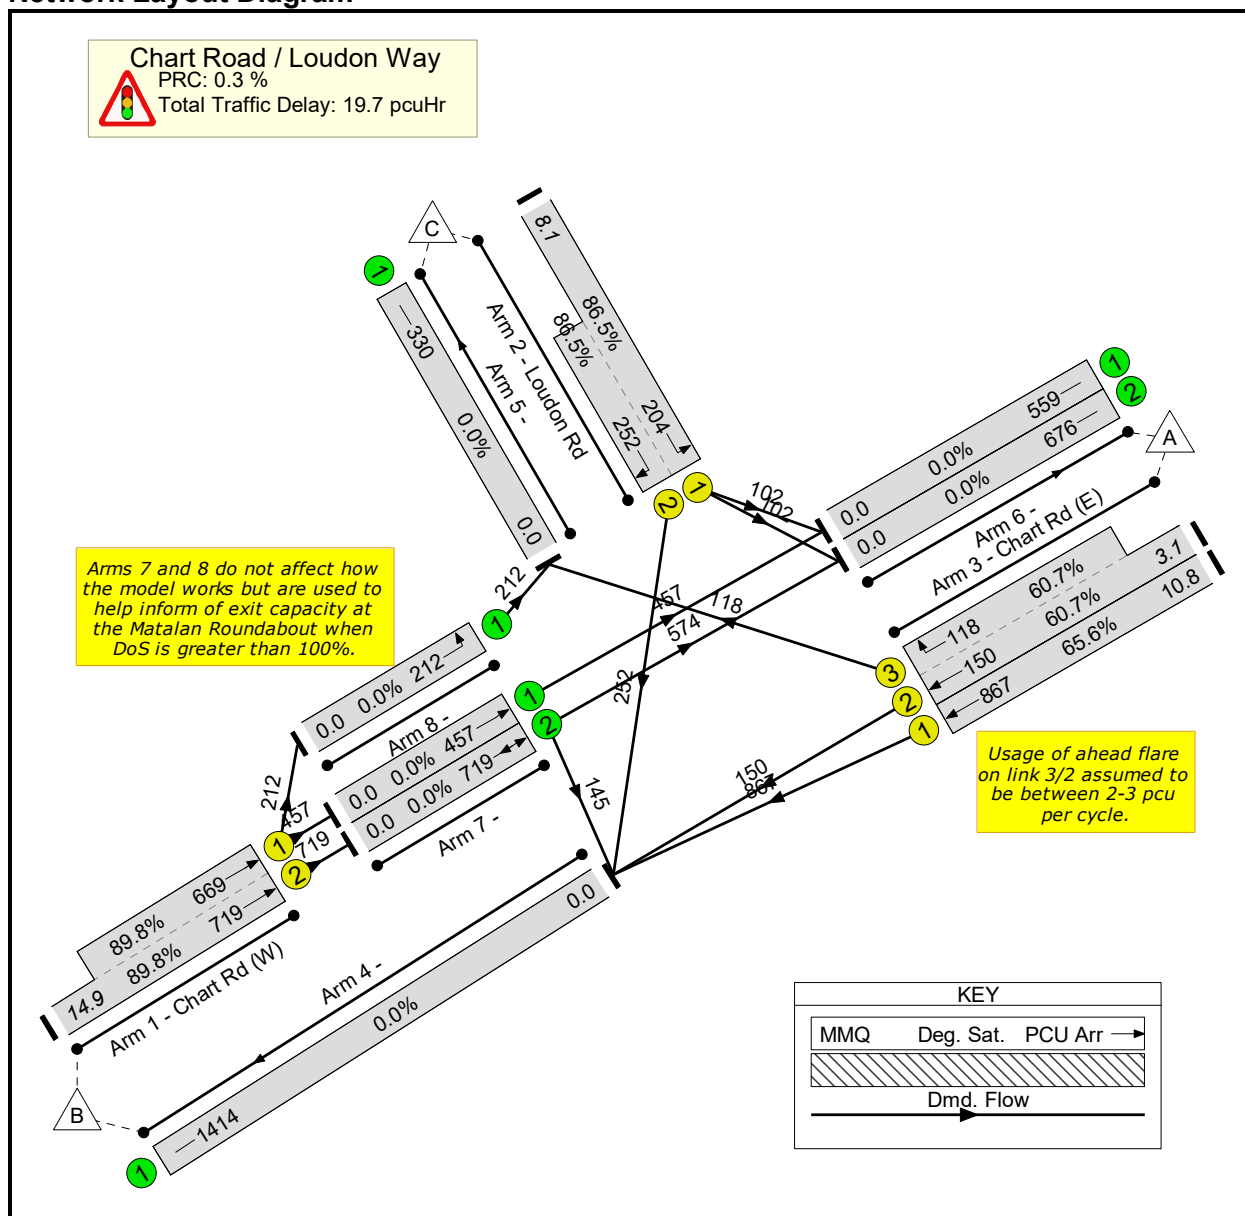 Network Layout Diagram
Chart Road / Loudon Way
PRC: 0.3 %
Total Traffic Delay: 19.7 pcuHr
C
1
330
0.0%
0.0
Arm 5 -
Arm 2 - Loudon Rd
8.1
86.5%
86.5%
204
252
2
1
102
102
1
2
559
0.0%
0.0
676
0.0%
0.0
A
Arm 6 -
Arm 3 - Chart Rd (E)
60.7%
118
3.1
60.7%
150
10.8
65.6%
867
3
2
1
Arms 7 and 8 do not affect how
the model works but are used to
help inform of exit capacity at
the Matalan Roundabout when
DoS is greater than 100%.
212
1
0.0 0.0% 212
Arm 8 -
457
574
118
252
1
2
0.0 0.0% 457
0.0 0.0% 719
Arm 7 -
145
150
867
Usage of ahead flare
on link 3/2 assumed to
be between 2-3 pcu
per cycle.
212
457
719
1
2
89.8% 669
14.9 89.8% 719
Arm 1 - Chart Rd (W)
B
Arm 4 -
0.0
0.0%
1414
1
KEY
MMQ Deg. Sat. PCU Arr
Dmd. Flow